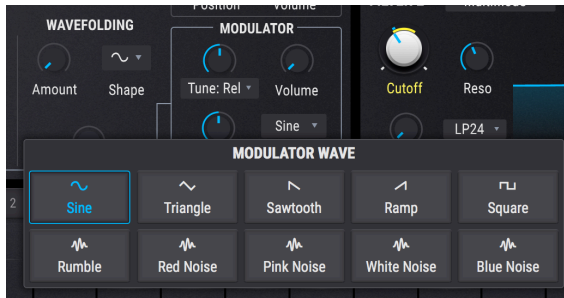 Position Volume
WAVEFOLDING
MODULATOR
Amount Shape
Tune: Rel Volume
Cutoff Reso
Sine
LP24
MODULATOR WAVE
2
Sine Triangle Sawtooth Ramp Square
Rumble Red Noise Pink Noise White Noise Blue Noise